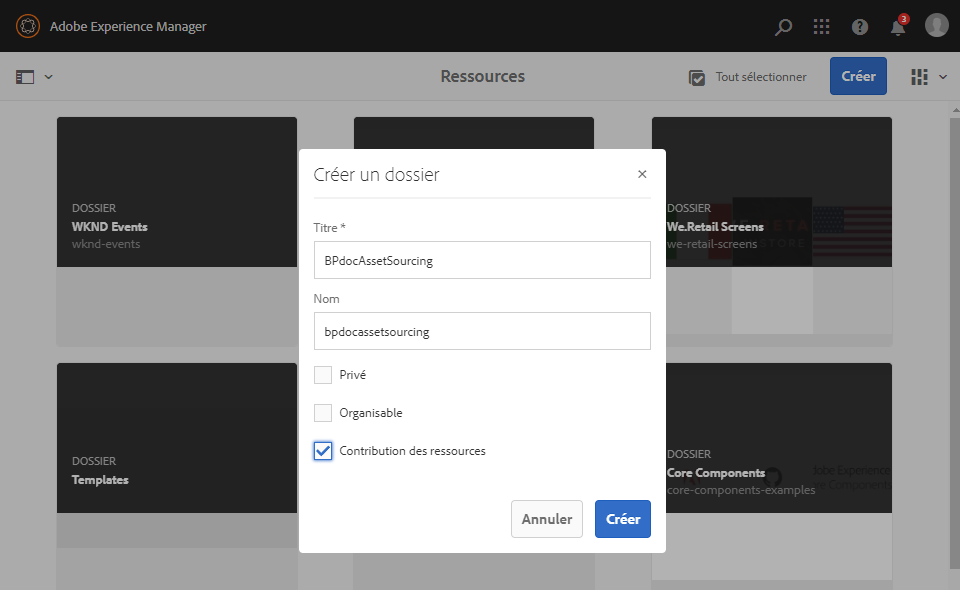 Adobe Experience Manager
3
Ressources
Tout sélectionner
Créer
DOSSIER
WKND Events
wknd-events
DOSSIER
We.Retail Screens
we-retail-screens
Créer un dossier
×
Titre *
BPdocAssetSourcing
Nom
bpdocassetsourcing
Privé
Organisable
Contribution des ressources
Annuler
Créer
DOSSIER
Templates
DOSSIER
Core Components
core-components-examples